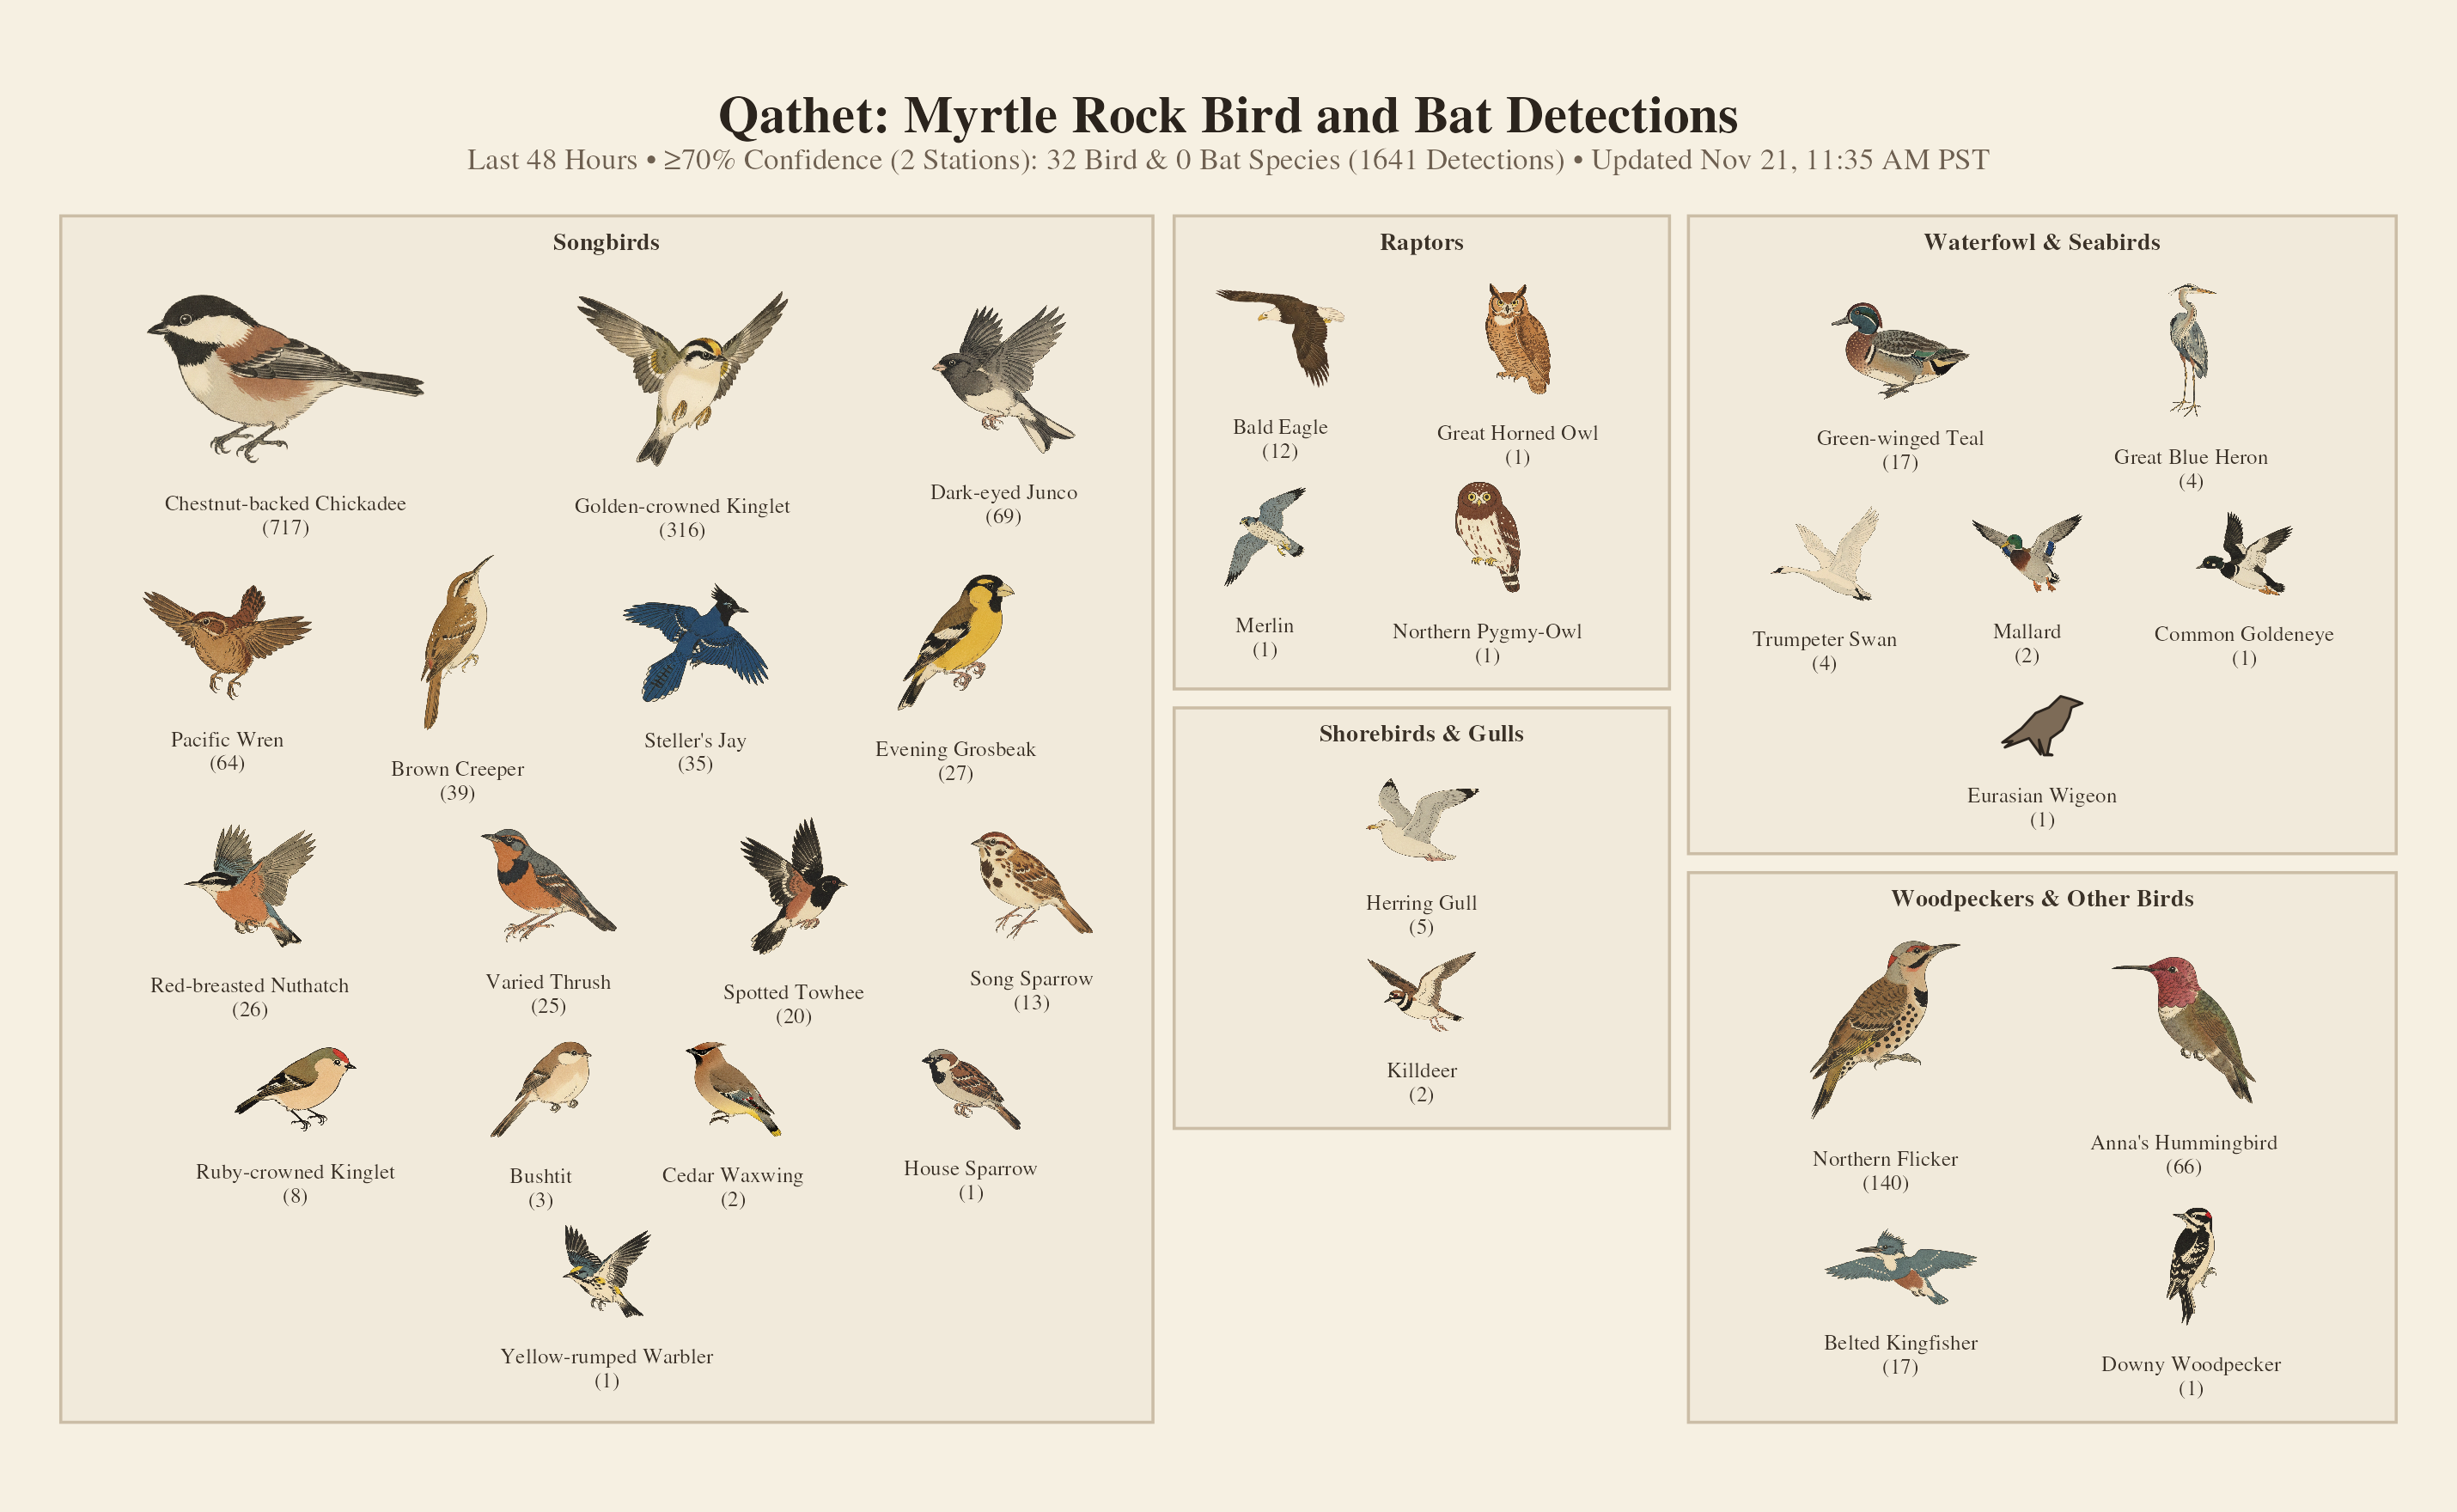 Qathet: Myrtle Rock Bird and Bat Detections
Last 48 Hours • ≥70% Confidence (2 Stations): 32 Bird & 0 Bat Species (1641 Detections) • Updated Nov 21, 11:35 AM PST
Songbirds
Chestnut-backed Chickadee
(717)
Golden-crowned Kinglet
(316)
Dark-eyed Junco
(69)
Pacific Wren
(64)
Brown Creeper
(39)
Steller's Jay
(35)
Evening Grosbeak
(27)
Red-breasted Nuthatch
(26)
Varied Thrush
(25)
Spotted Towhee
(20)
Song Sparrow
(13)
Ruby-crowned Kinglet
(8)
Bushtit
(3)
Cedar Waxwing
(2)
House Sparrow
(1)
Yellow-rumped Warbler
(1)
Raptors
Bald Eagle
(12)
Great Horned Owl
(1)
Merlin
(1)
Northern Pygmy-Owl
(1)
Shorebirds & Gulls
Herring Gull
(5)
Killdeer
(2)
Waterfowl & Seabirds
Green-winged Teal
(17)
Great Blue Heron
(4)
Trumpeter Swan
(4)
Mallard
(2)
Common Goldeneye
(1)
Eurasian Wigeon
(1)
Woodpeckers & Other Birds
Northern Flicker
(140)
Anna's Hummingbird
(66)
Belted Kingfisher
(17)
Downy Woodpecker
(1)